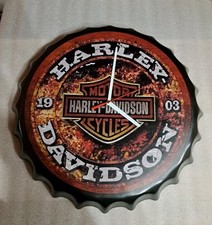 HARLEY-
MOTOR
19 HARLEY-DAVIDSON 03
CYCLES
DAVIDSON